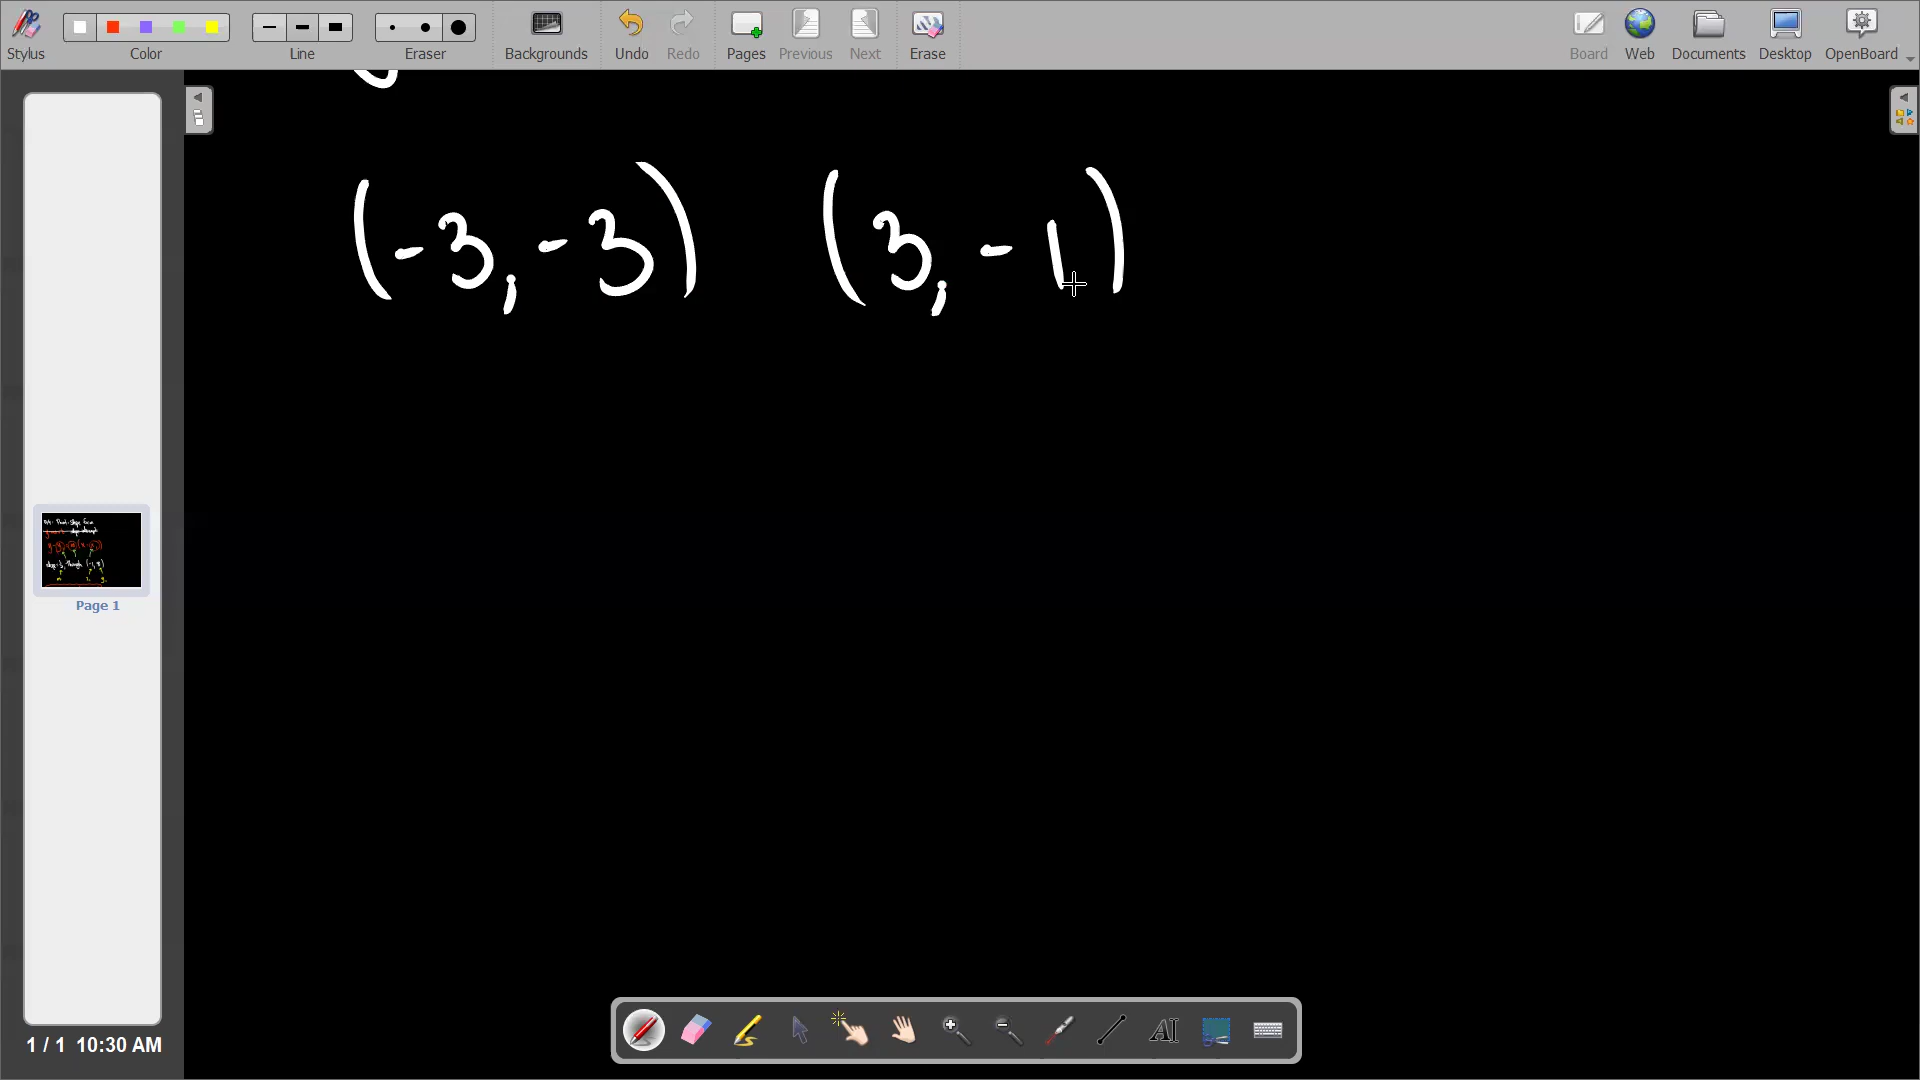 Stylus Color Line Eraser Backgrounds Undo Redo Pages Previous Next Erase Board Web Documents Desktop OpenBoard
(-3, -3) (3, -1)
Page 1
1 / 1 10:30 AM
AI